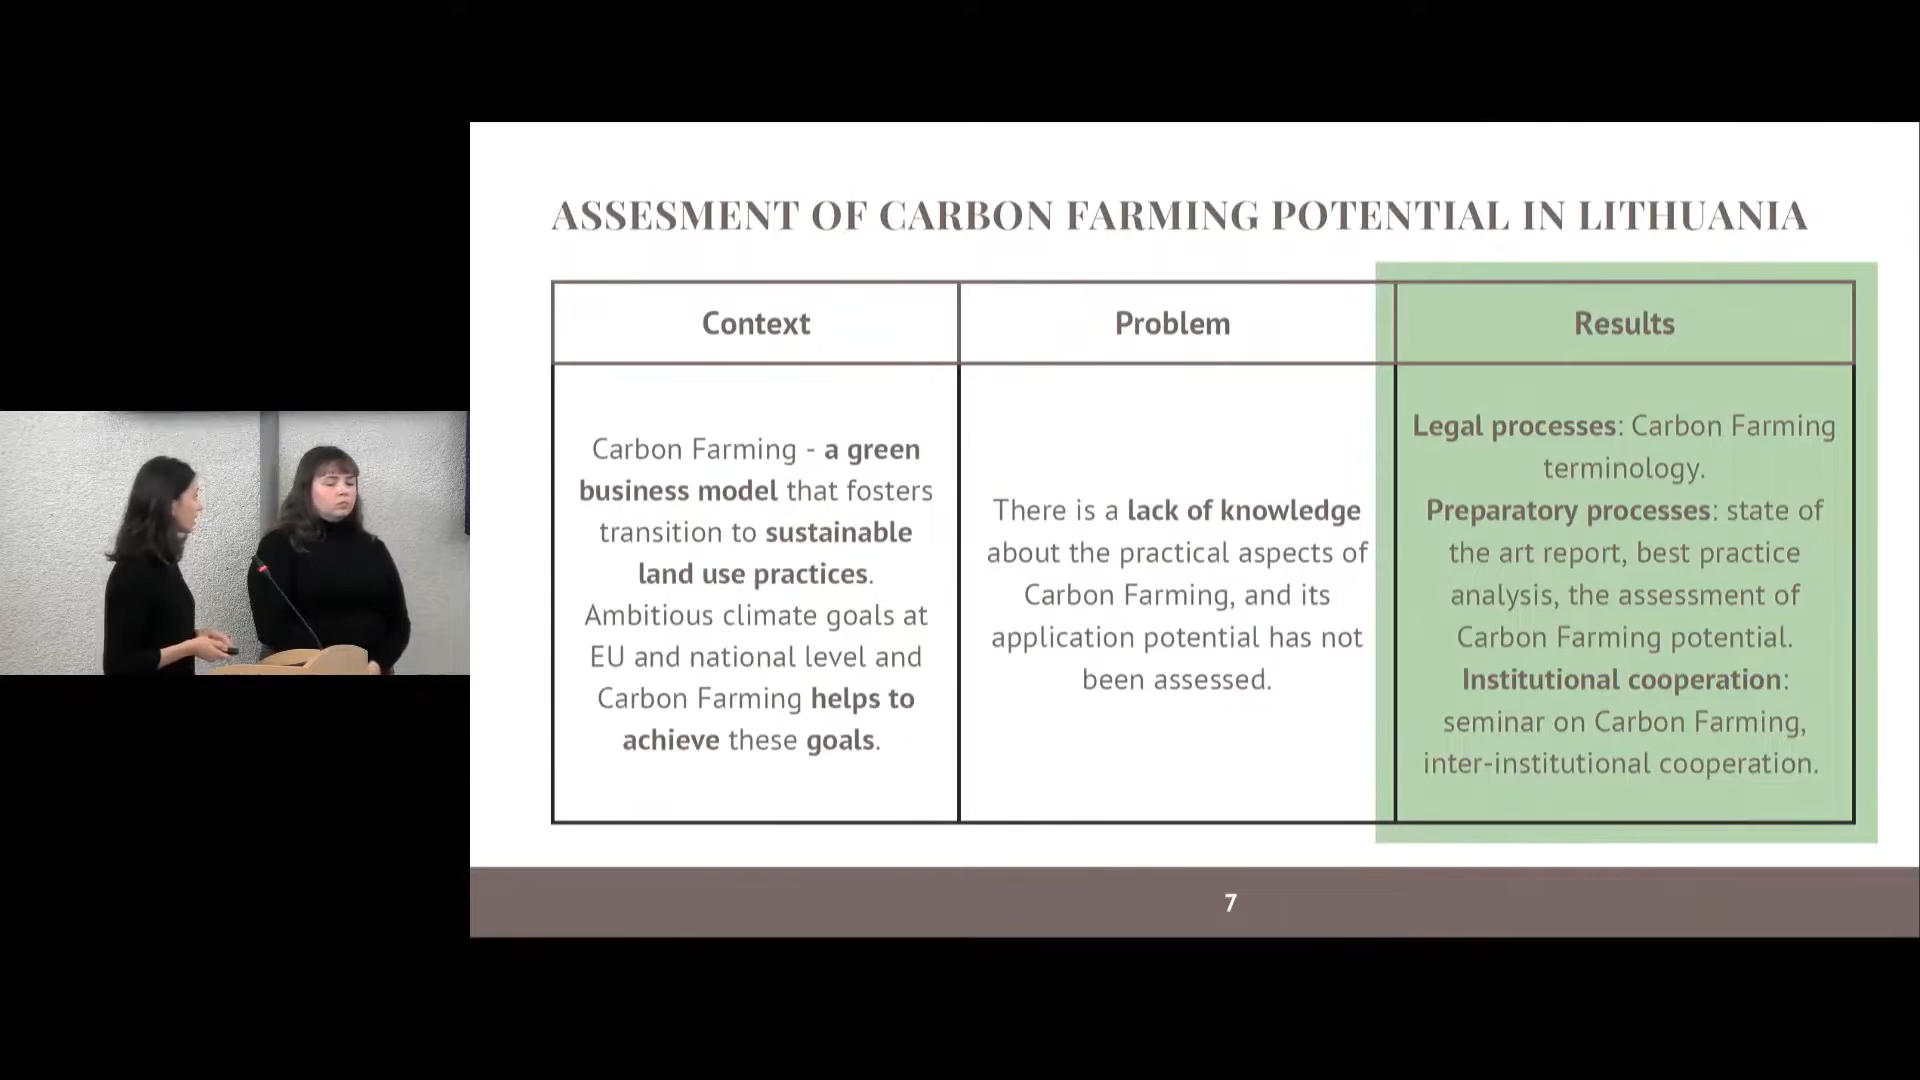 ASSESMENT OF CARBON FARMING POTENTIAL IN LITHUANIA
Context
Problem
Results
Carbon Farming - a green
business model that fosters
transition to sustainable
land use practices.
Ambitious climate goals at
EU and national level and
Carbon Farming helps to
achieve these goals.
There is a lack of knowledge
about the practical aspects of
Carbon Farming, and its
application potential has not
been assessed.
Legal processes: Carbon Farming
terminology.
Preparatory processes: state of
the art report, best practice
analysis, the assessment of
Carbon Farming potential.
Institutional cooperation:
seminar on Carbon Farming,
inter-institutional cooperation.
7